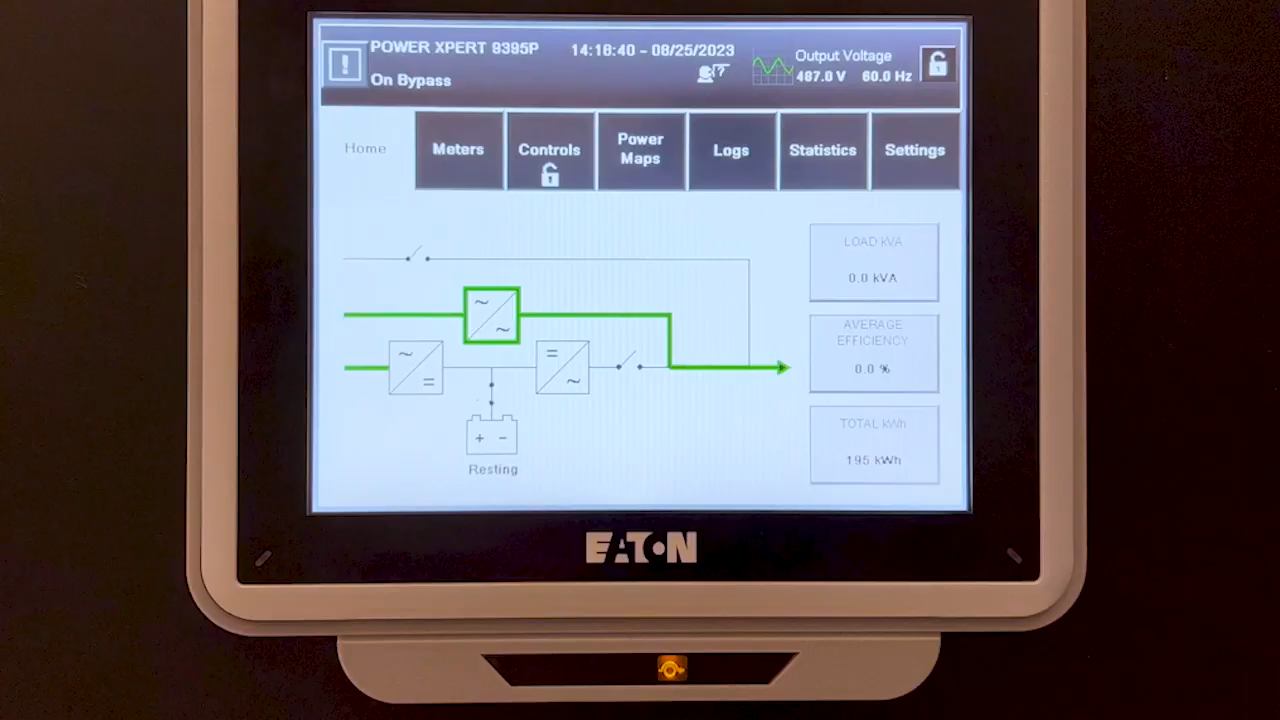 POWER XPERT 9395P
14:18:40 - 08/25/2023
Output Voltage
On Bypass
487.0 V 60.0 Hz
Home
Meters
Controls
Power
Maps
Logs
Statistics
Settings
LOAD kVA
0.0 kVA
AVERAGE
EFFICIENCY
0.0 %
TOTAL kWh
195 kWh
Resting
EATON